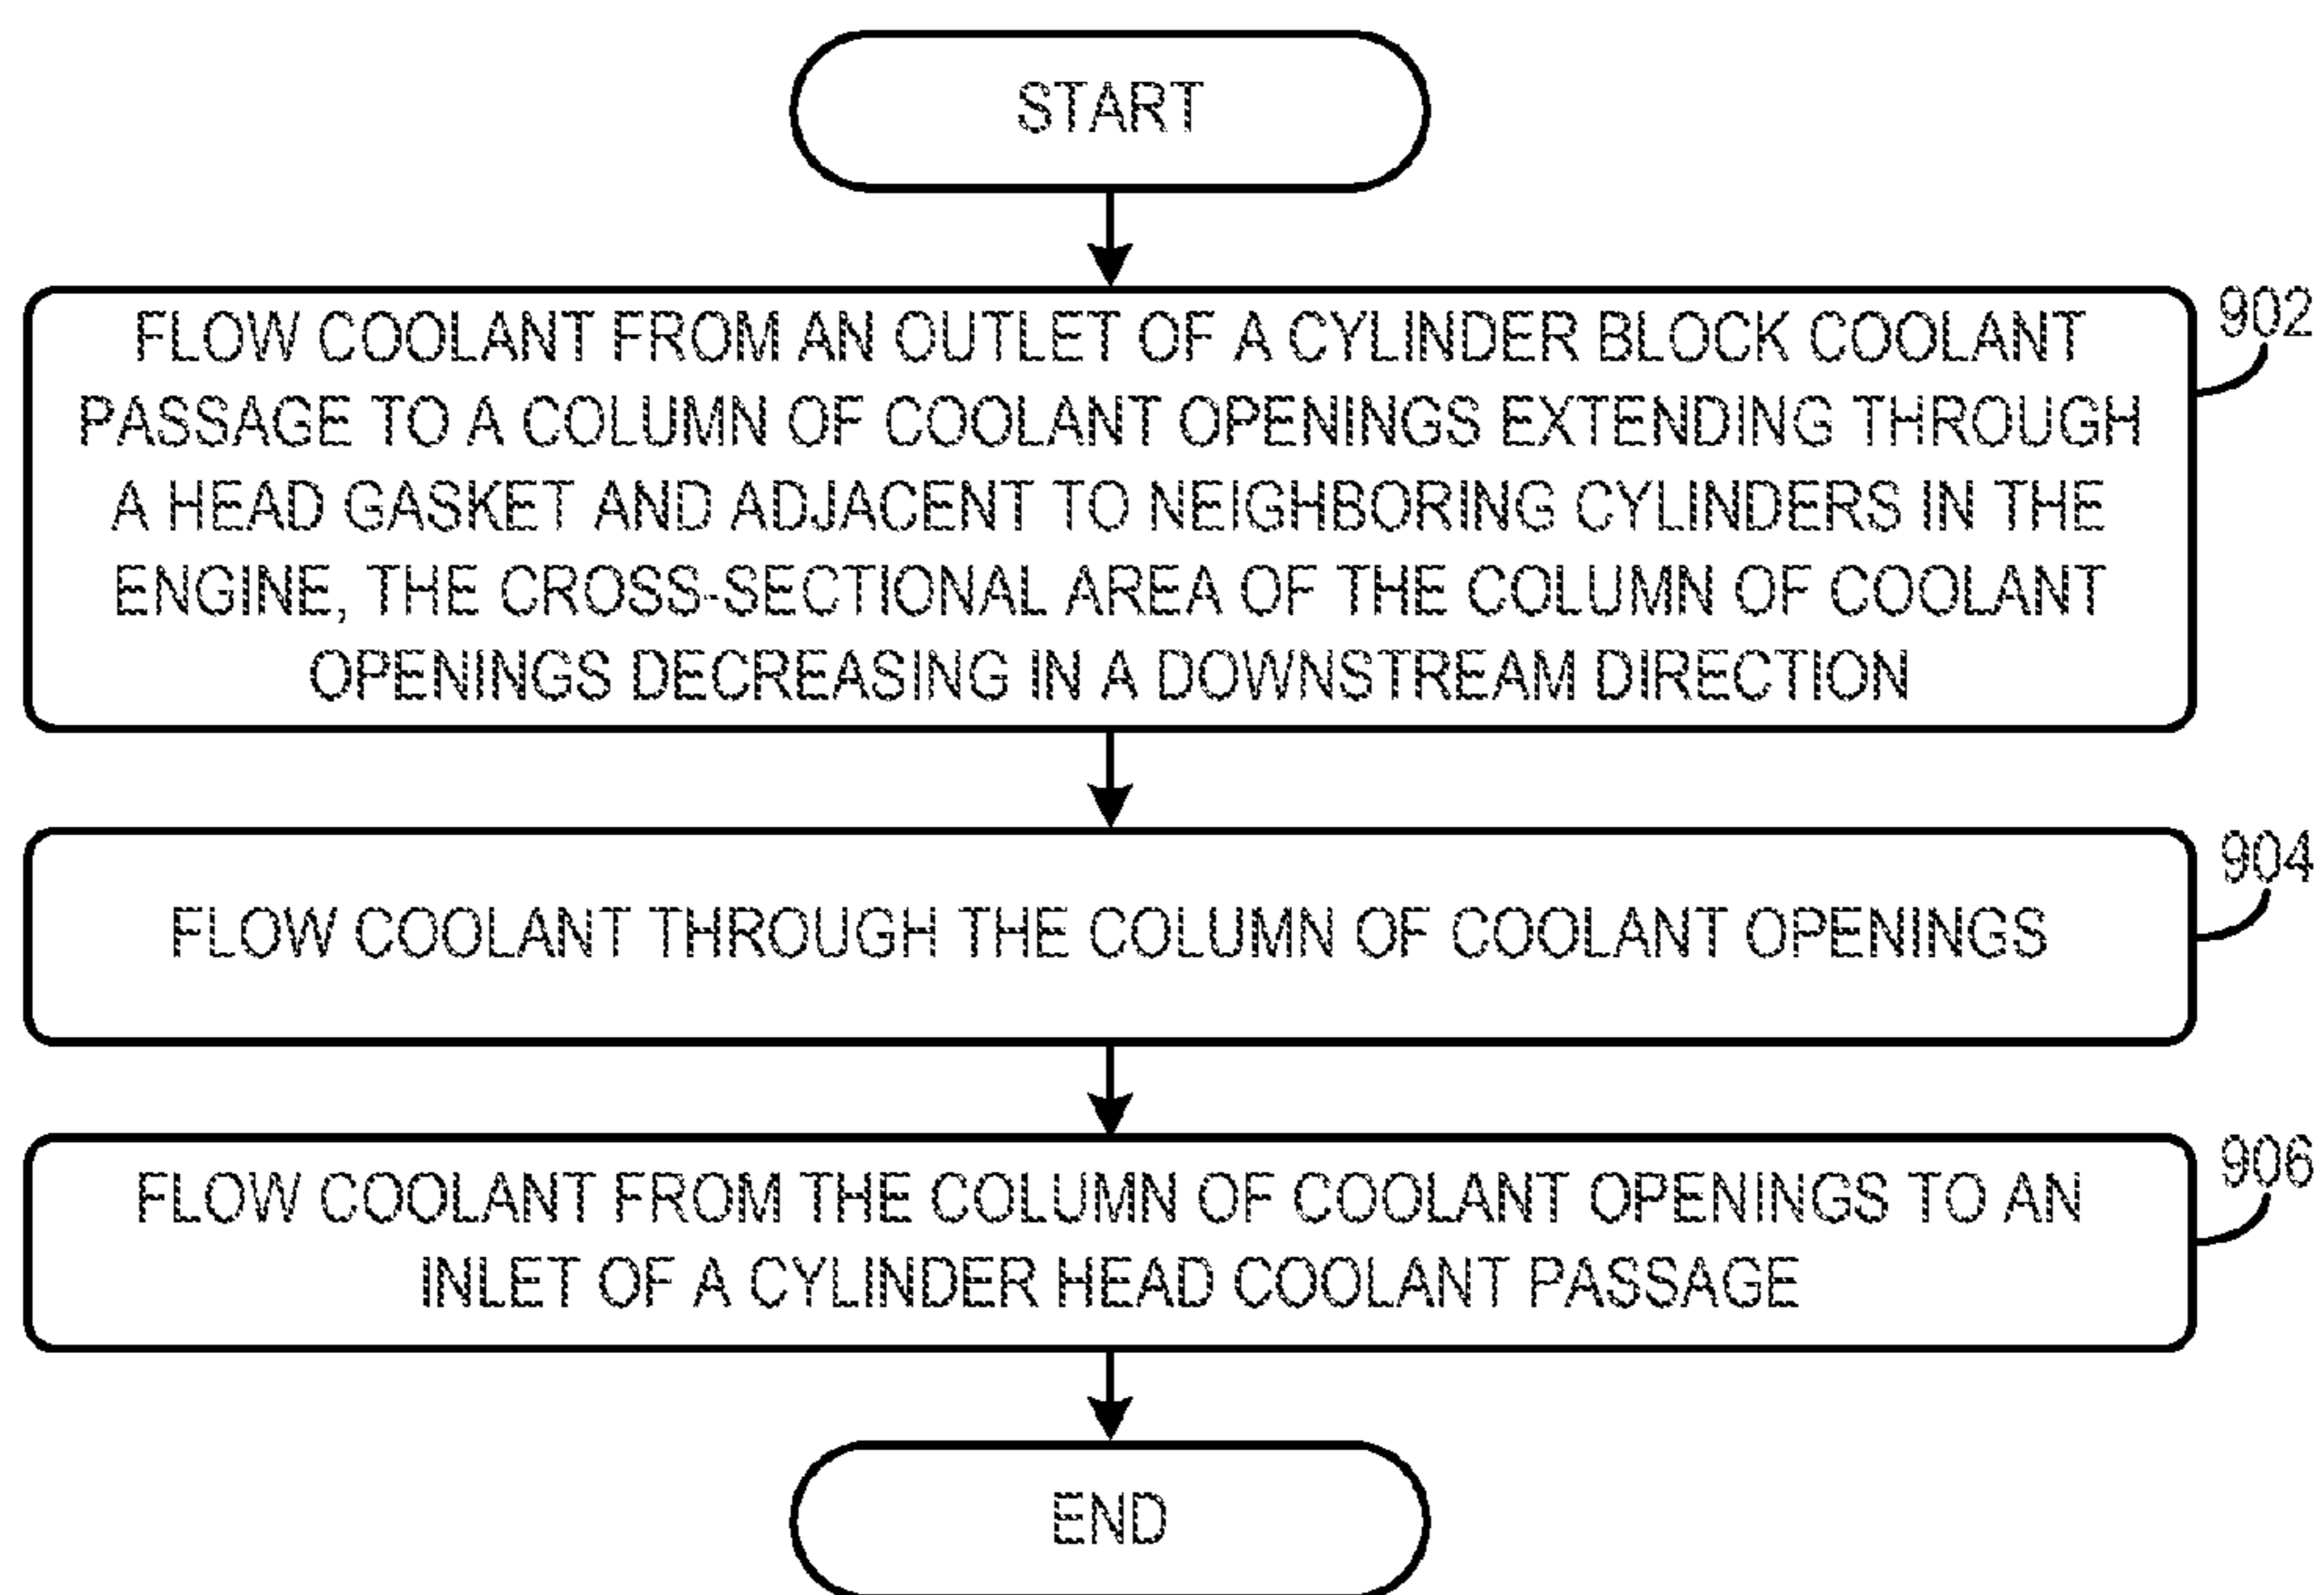 START
FLOW COOLANT FROM AN OUTLET OF A CYLINDER BLOCK COOLANT
PASSAGE TO A COLUMN OF COOLANT OPENINGS EXTENDING THROUGH
A HEAD GASKET AND ADJACENT TO NEIGHBORING CYLINDERS IN THE
ENGINE, THE CROSS-SECTIONAL AREA OF THE COLUMN OF COOLANT
OPENINGS DECREASING IN A DOWNSTREAM DIRECTION
902
FLOW COOLANT THROUGH THE COLUMN OF COOLANT OPENINGS
904
FLOW COOLANT FROM THE COLUMN OF COOLANT OPENINGS TO AN
INLET OF A CYLINDER HEAD COOLANT PASSAGE
906
END